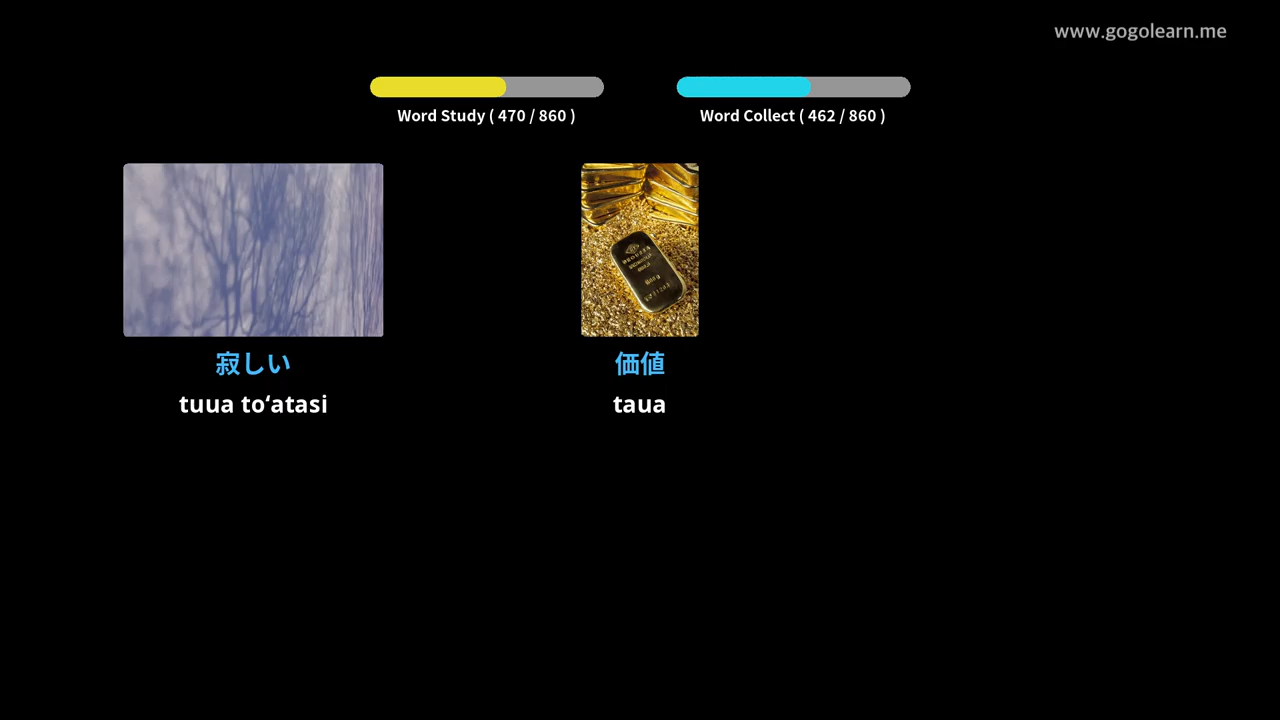 www.gogolearn.me
Word Study ( 470 / 860 )
Word Collect ( 462 / 860 )
寂しい
tuua toʻatasi
価値
taua